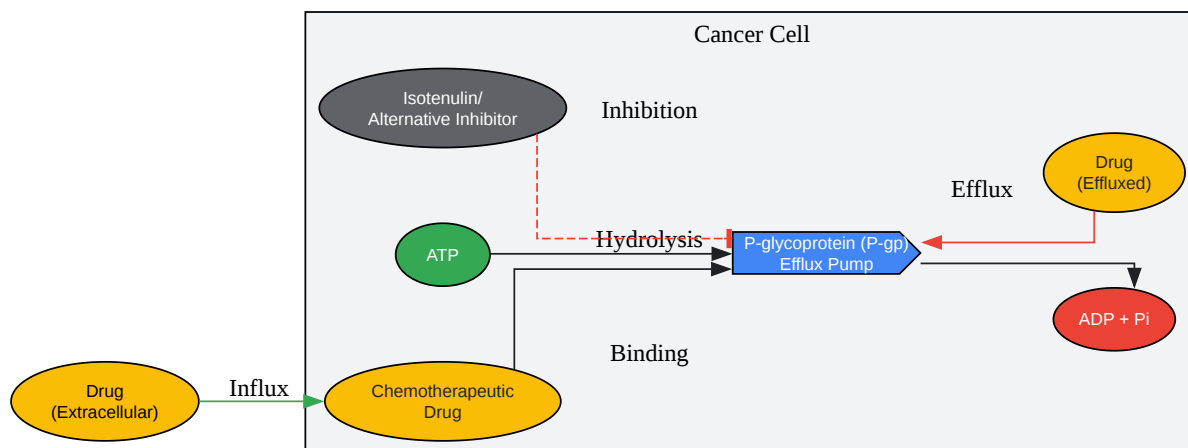 Cancer Cell
Isotenulin/
Alternative Inhibitor
Inhibition
Drug
(Effluxed)
Efflux
Hydrolysis
P-glycoprotein (P-gp)
Efflux Pump
ATP
ADP + Pi
Binding
Drug
(Extracellular)
Influx
Chemotherapeutic
Drug